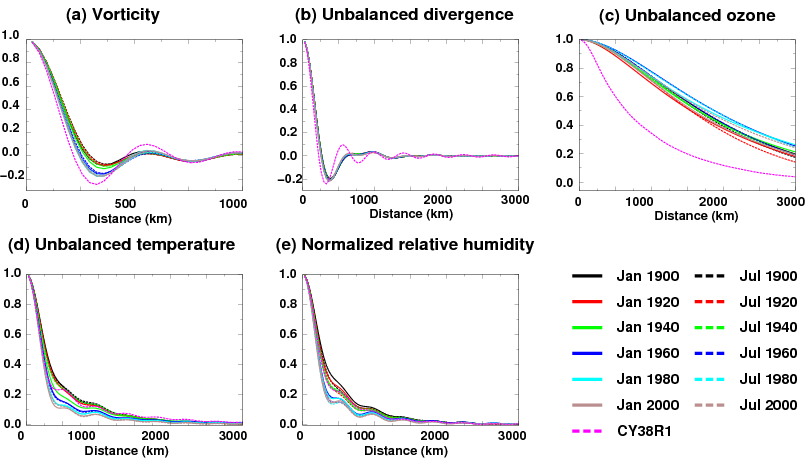 (a) Vorticity
1.0
0.8
0.6
0.4
0.2
0.0
−0.2
0 500 1000
Distance (km)
(b) Unbalanced divergence
1.0
0.8
0.6
0.4
0.2
0.0
−0.2
0 1000 2000 3000
Distance (km)
(c) Unbalanced ozone
1.0
0.8
0.6
0.4
0.2
0.0
0 1000 2000 3000
Distance (km)
(d) Unbalanced temperature
1.0
0.8
0.6
0.4
0.2
0.0
0 1000 2000 3000
Distance (km)
(e) Normalized relative humidity
1.0
0.8
0.6
0.4
0.2
0.0
0 1000 2000 3000
Distance (km)
Jan 1900 Jul 1900
Jan 1920 Jul 1920
Jan 1940 Jul 1940
Jan 1960 Jul 1960
Jan 1980 Jul 1980
Jan 2000 Jul 2000
CY38R1